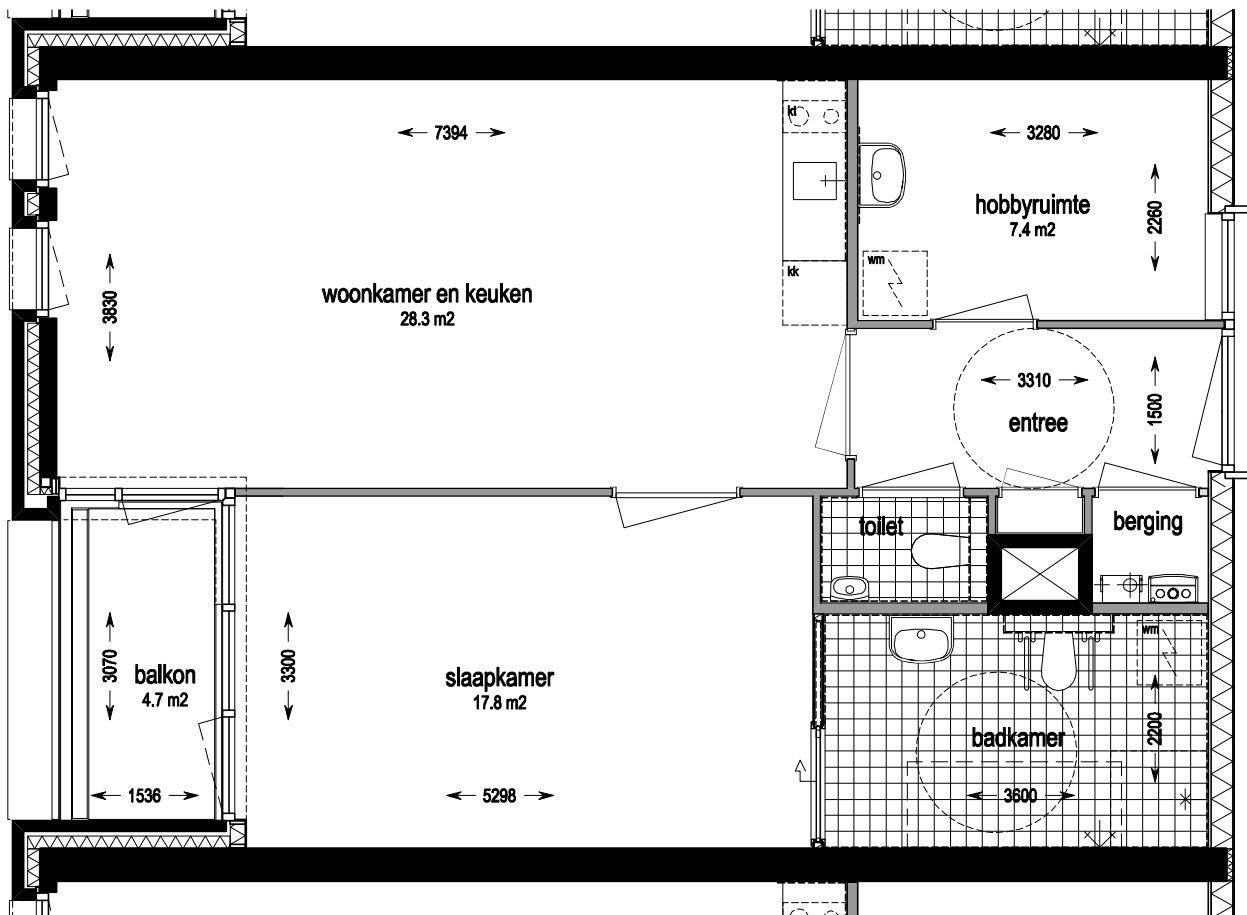 kt
7394
3280
hobbyruimte
7.4 m2
2260
wm
kk
woonkamer en keuken
28.3 m2
3830
3310
entree
1500
toilet
berging
wm
3070
balkon
4.7 m2
3300
slaapkamer
17.8 m2
2200
badkamer
1536
5298
3600